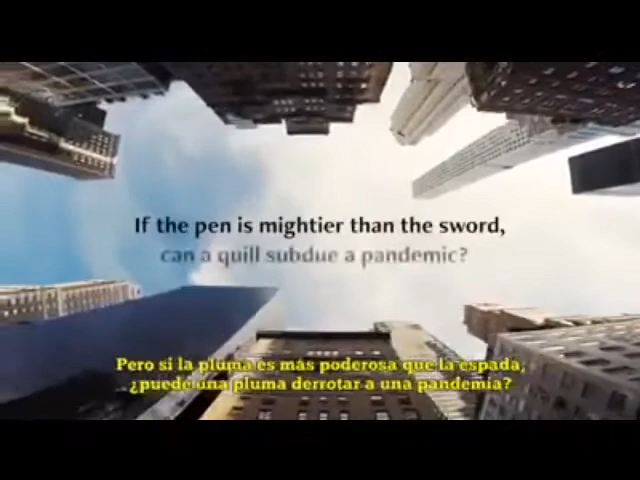 If the pen is mightier than the sword,
can a quill subdue a pandemic?
Pero si la pluma es más poderosa que la espada,
¿puede una pluma derrotar a una pandemia?